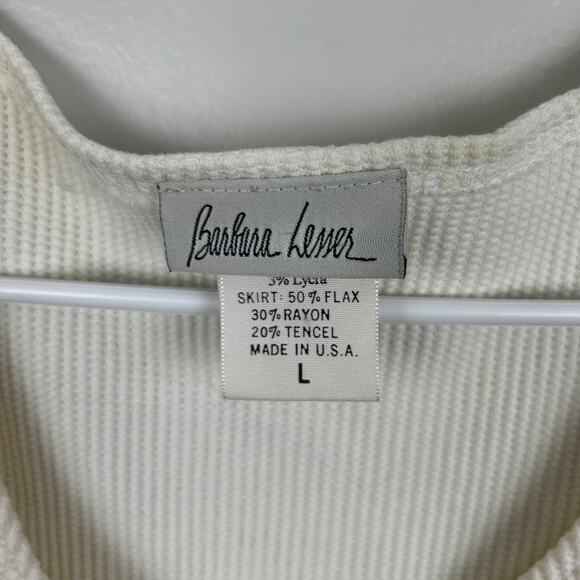 Barbara Lesser
3% Lycra
SKIRT: 50% FLAX
30% RAYON
20% TENCEL
MADE IN U.S.A.
L